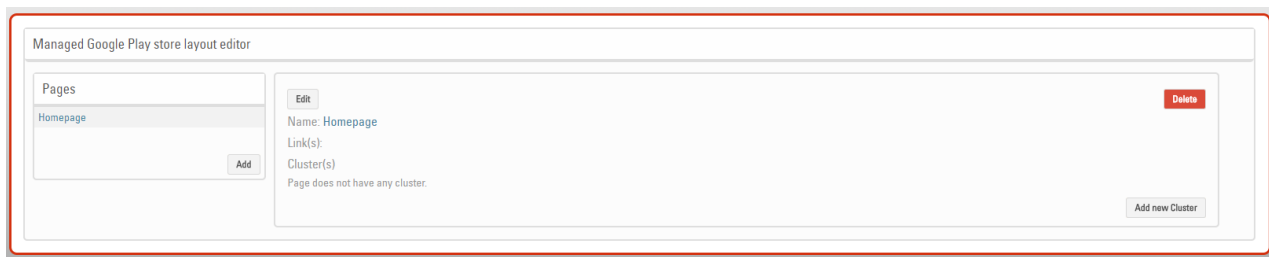 Managed Google Play store layout editor
Pages
Homepage
Add
Edit
Delete
Name: Homepage
Link(s):
Cluster(s)
Page does not have any cluster.
Add new Cluster